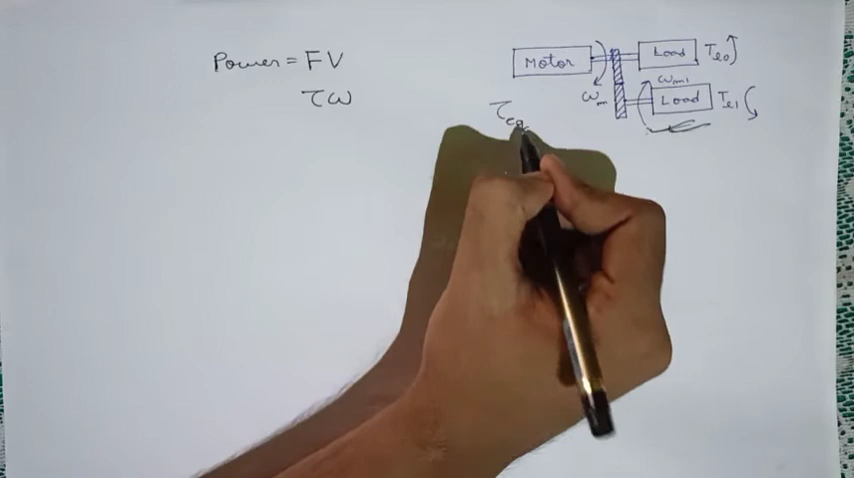 Power = FV
τω
Motor
Load
Tl0
ωm
ωm1
Load
Tl1
τeq